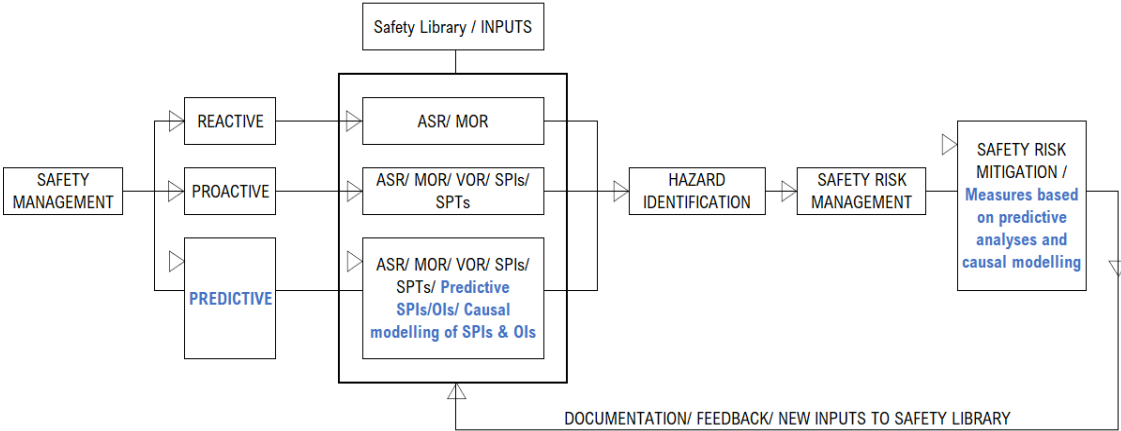 Safety Library / INPUTS
REACTIVE
ASR/ MOR
SAFETY
MANAGEMENT
PROACTIVE
ASR/ MOR/ VOR/ SPIs/
SPTs
HAZARD
IDENTIFICATION
SAFETY RISK
MANAGEMENT
SAFETY RISK
MITIGATION /
Measures based
on predictive
analyses and
causal modelling
PREDICTIVE
ASR/ MOR/ VOR/ SPIs/
SPTs/ Predictive
SPIs/OIs/ Causal
modelling of SPIs & OIs
DOCUMENTATION/ FEEDBACK/ NEW INPUTS TO SAFETY LIBRARY